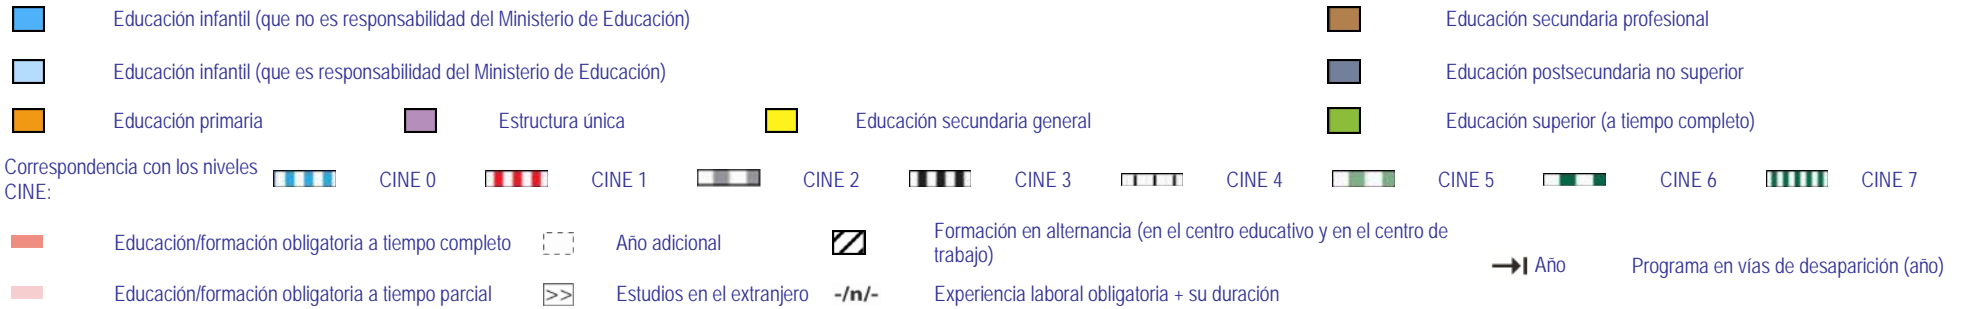 Educación infantil (que no es responsabilidad del Ministerio de Educación)
Educación secundaria profesional
Educación infantil (que es responsabilidad del Ministerio de Educación)
Educación postsecundaria no superior
Educación primaria
Estructura única
Educación secundaria general
Educación superior (a tiempo completo)
Correspondencia con los niveles
CINE:
CINE 0
CINE 1
CINE 2
CINE 3
CINE 4
CINE 5
CINE 6
CINE 7
Educación/formación obligatoria a tiempo completo
Año adicional
Formación en alternancia (en el centro educativo y en el centro de
trabajo)
Año
Programa en vías de desaparición (año)
Educación/formación obligatoria a tiempo parcial
>>
Estudios en el extranjero
-/n/-
Experiencia laboral obligatoria + su duración